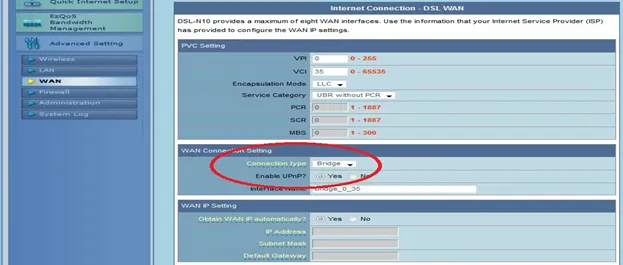 Quick Internet Setup
EzQoS
Bandwidth
Management
Advanced Setting
Wireless
LAN
WAN
Firewall
Administration
System Log
Internet Connection - DSL WAN
DSL-N10 provides a maximum of eight WAN interfaces. Use the information that your Internet Service Provider (ISP)
has provided to configure the WAN IP settings.
PVC Setting
VPI 0 0 - 255
VCI 35 0 - 65535
Encapsulation Mode LLC
Service Category UBR without PCR
PCR 0 1 - 1887
SCR 0 1 - 1887
MBS 0 1 - 300
WAN Connection Setting
Connection type Bridge
Enable UPnP? Yes No
Interface Name: Bridge_0_35
WAN IP Setting
Obtain WAN IP automatically? Yes No
IP Address
Subnet Mask
Default Gateway